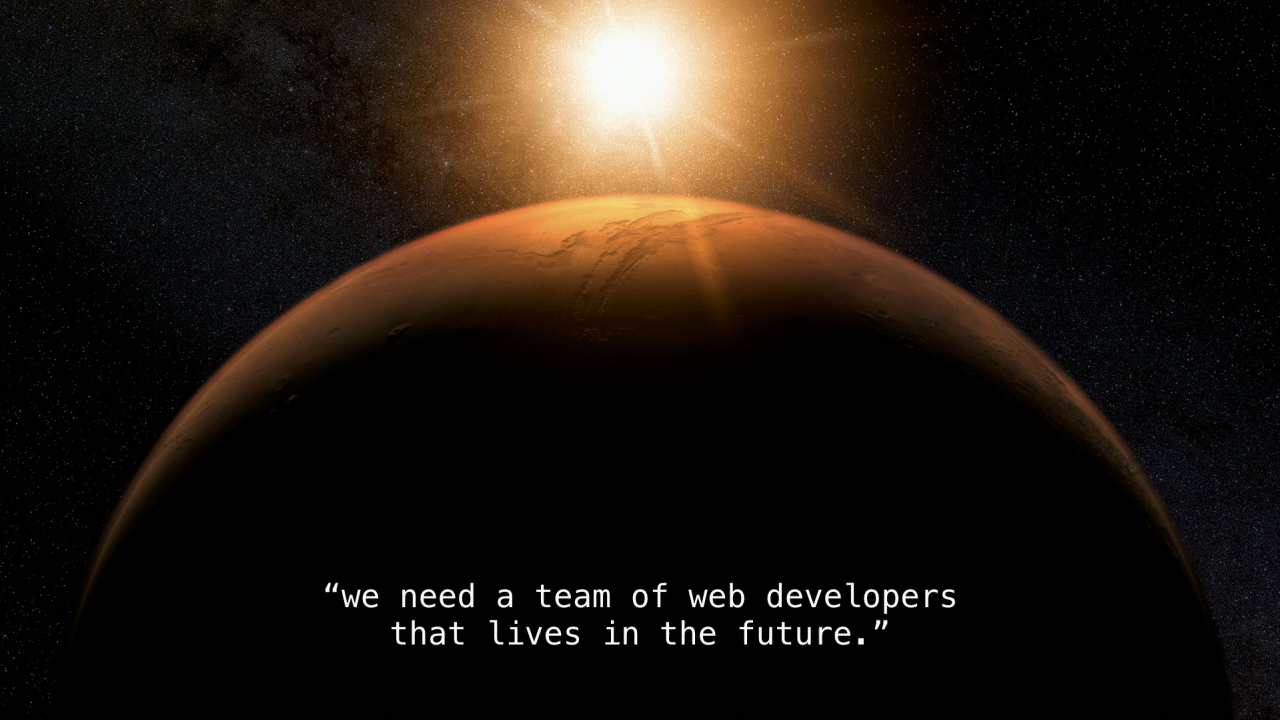 “we need a team of web developers
that lives in the future.”